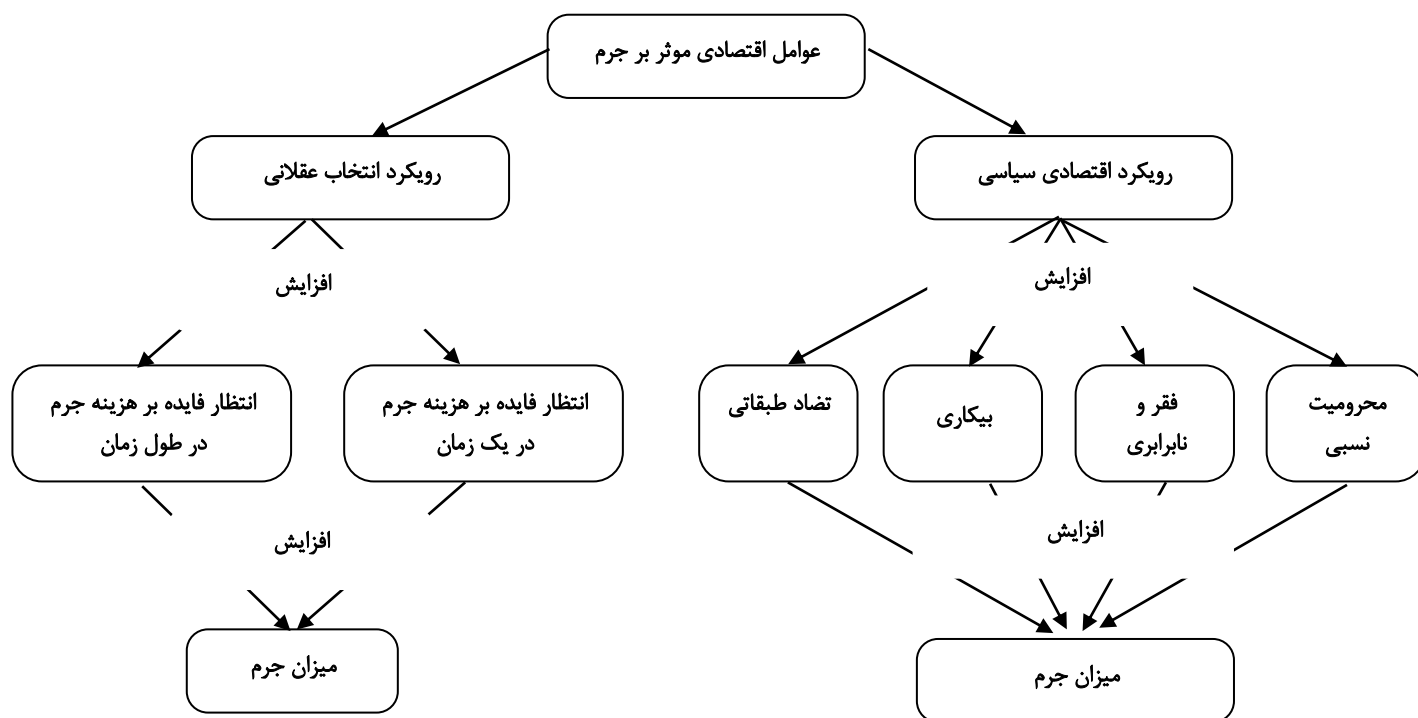 عوامل اقتصادی موثر بر جرم
رویکرد اقتصادی سیاسی
رویکرد انتخاب عقلانی
افزایش
افزایش
محرومیت
نسبی
فقر و
نابرابری
بیکاری
تضاد طبقاتی
انتظار فایده بر هزینه جرم
در یک زمان
انتظار فایده بر هزینه جرم
در طول زمان
افزایش
افزایش
میزان جرم
میزان جرم